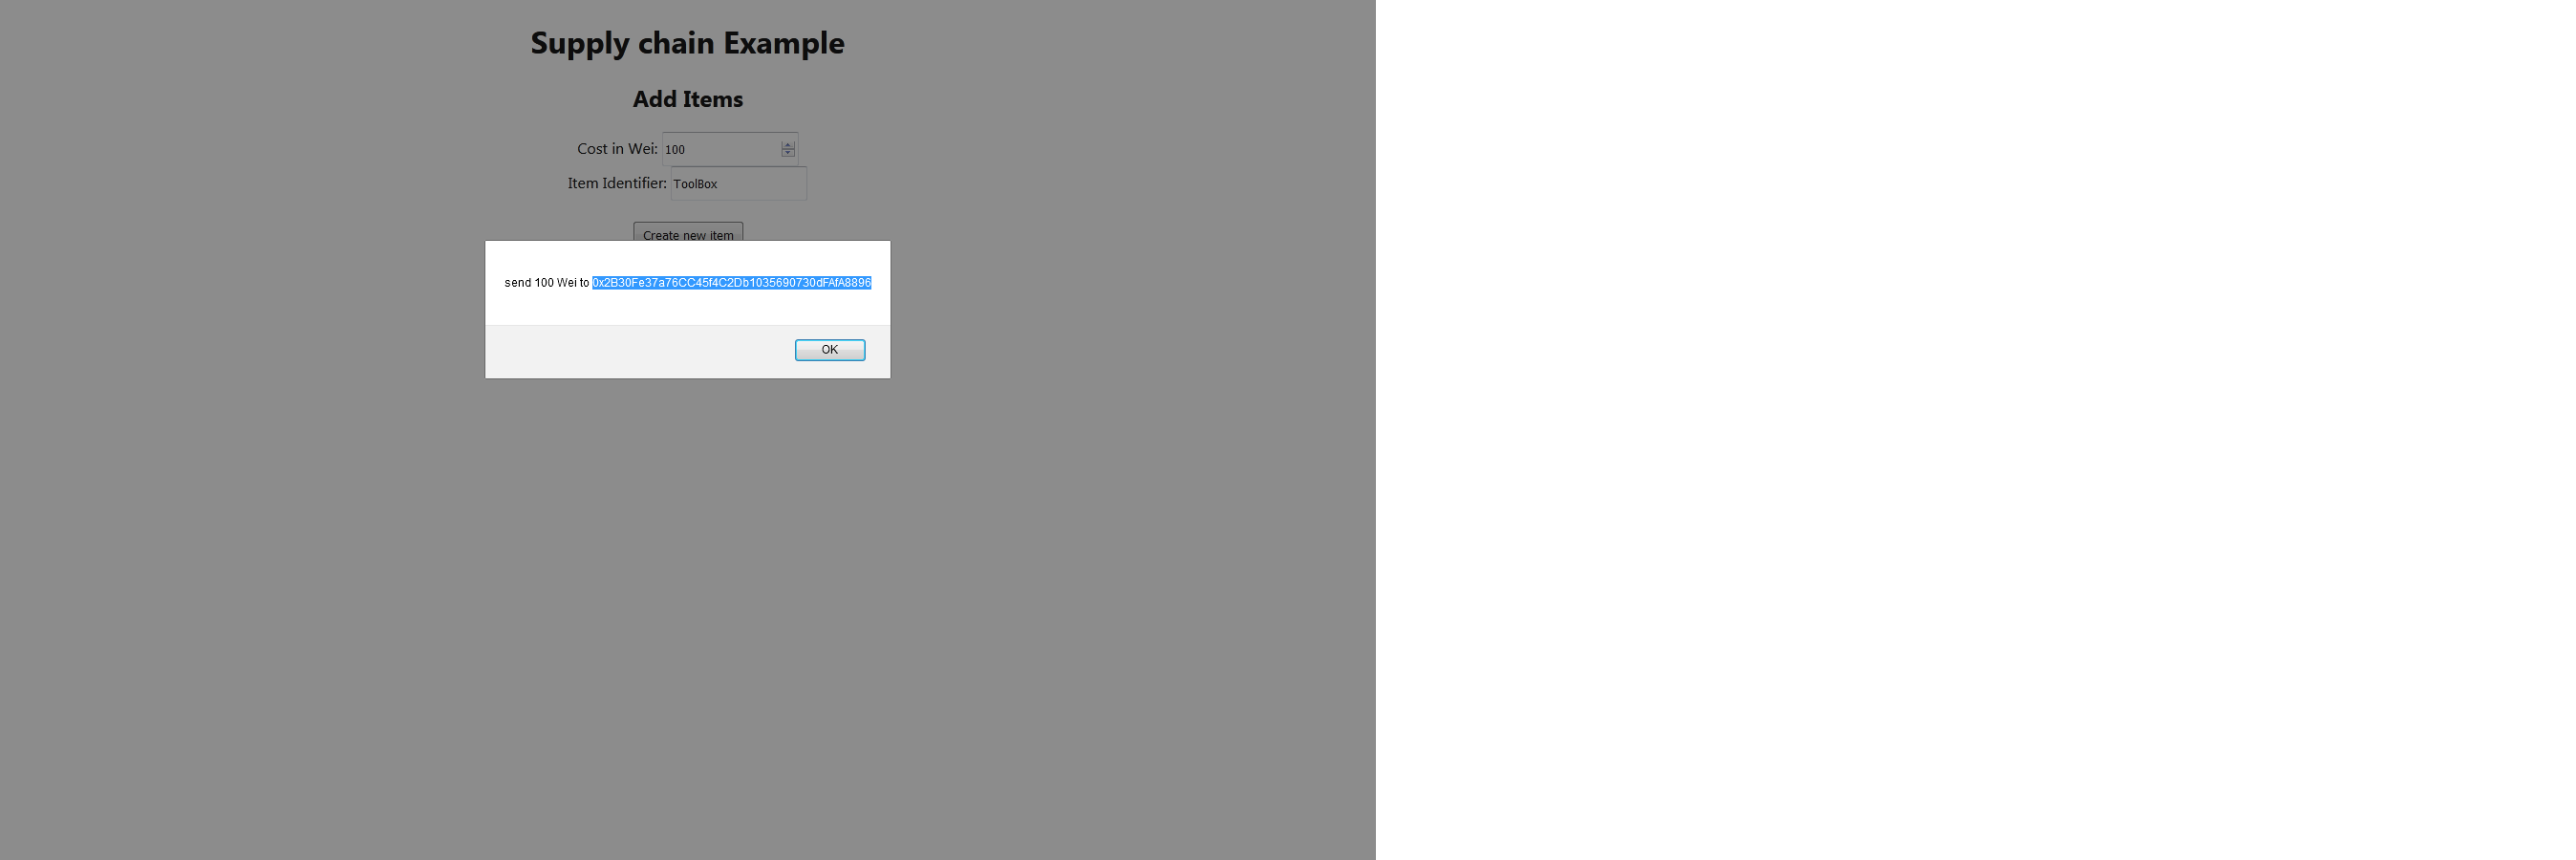 Supply chain Example
Add Items
Cost in Wei: 100
Item Identifier: ToolBox
Create new item
send 100 Wei to 0x2B30Fe37a76CC45f4C2Db1035690730dFAfA8896
OK